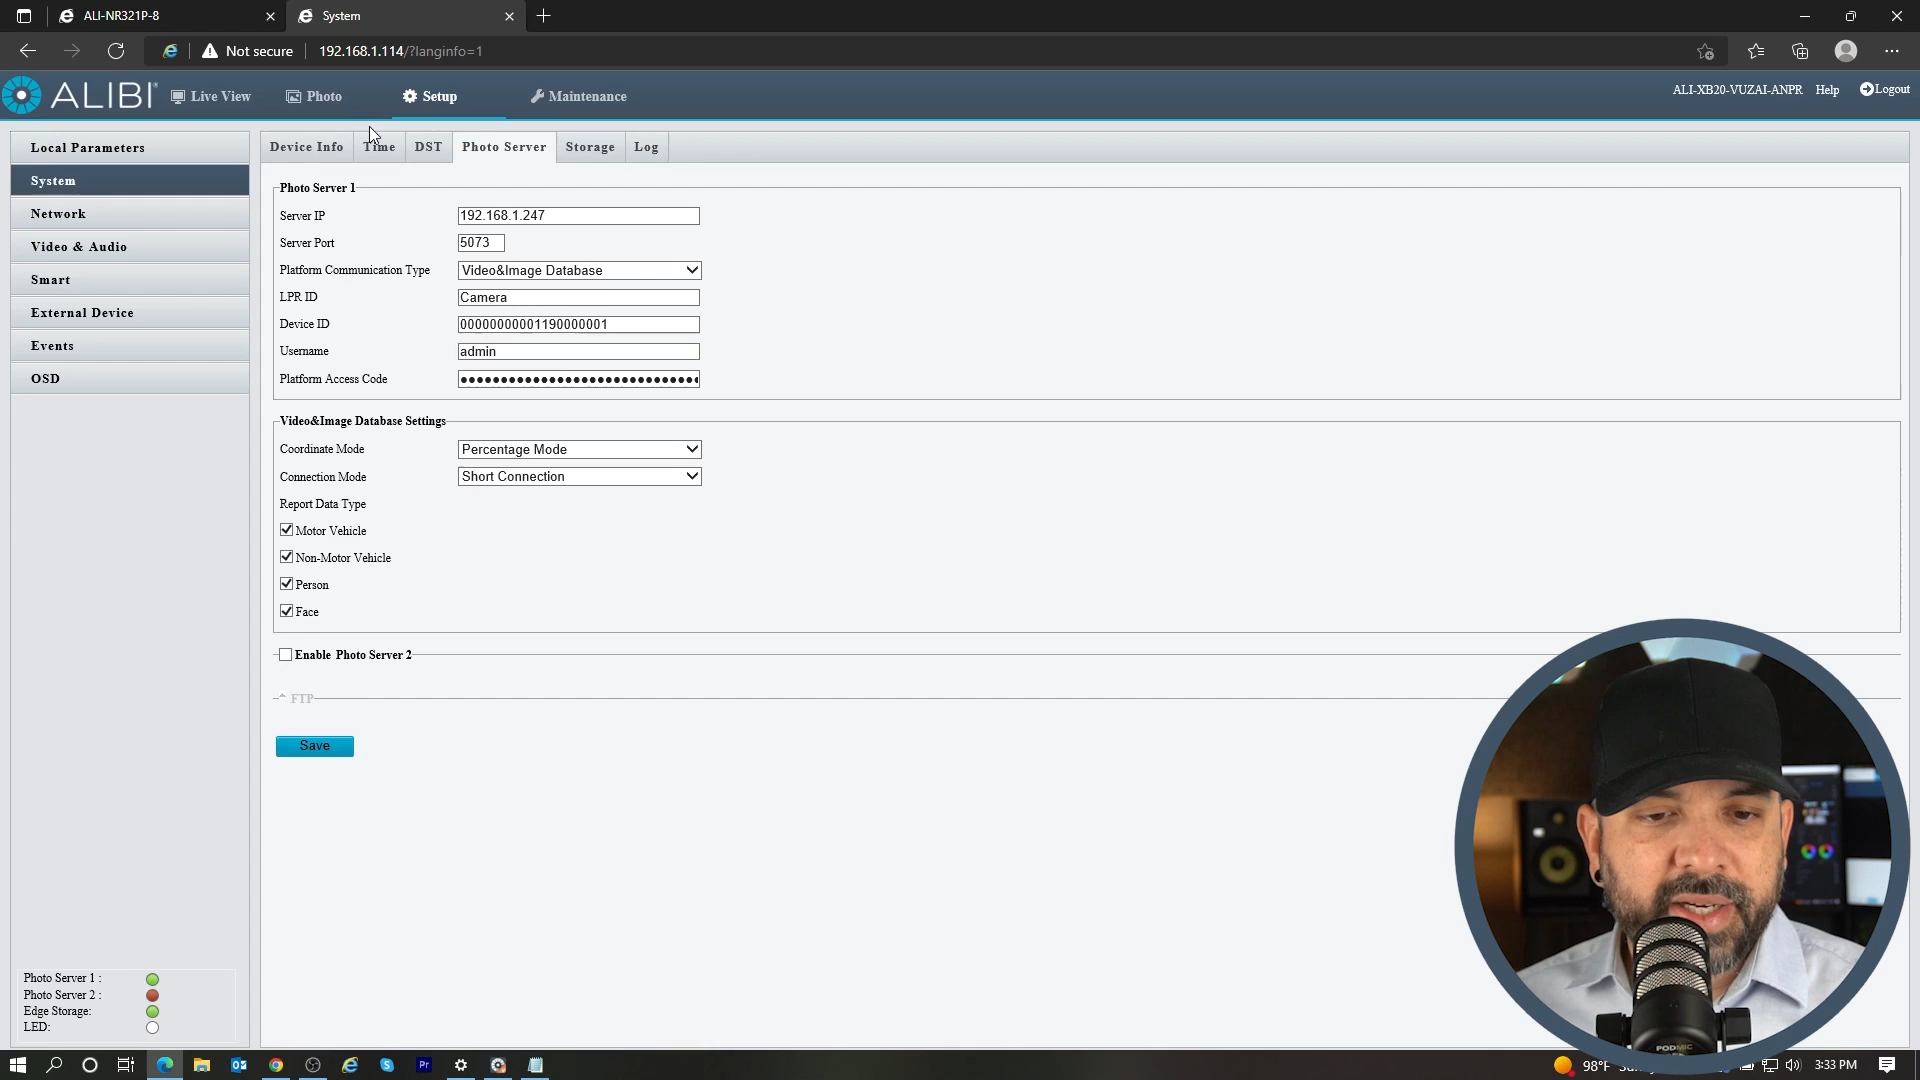 ALI-NR321P-8
System
Not secure
192.168.1.114/?langinfo=1
ALIBI
Live View
Photo
Setup
Maintenance
ALI-XB20-VUZAI-ANPR
Help
Logout
Local Parameters
System
Network
Video & Audio
Smart
External Device
Events
OSD
Device Info
Time
DST
Photo Server
Storage
Log
Photo Server 1
Server IP
192.168.1.247
Server Port
5073
Platform Communication Type
Video&Image Database
LPR ID
Camera
Device ID
00000000001190000001
Username
admin
Platform Access Code
Video&Image Database Settings
Coordinate Mode
Percentage Mode
Connection Mode
Short Connection
Report Data Type
Motor Vehicle
Non-Motor Vehicle
Person
Face
Enable Photo Server 2
FTP
Save
Photo Server 1 :
Photo Server 2 :
Edge Storage:
LED:
PODMIC
Pr
98°F
3:33 PM